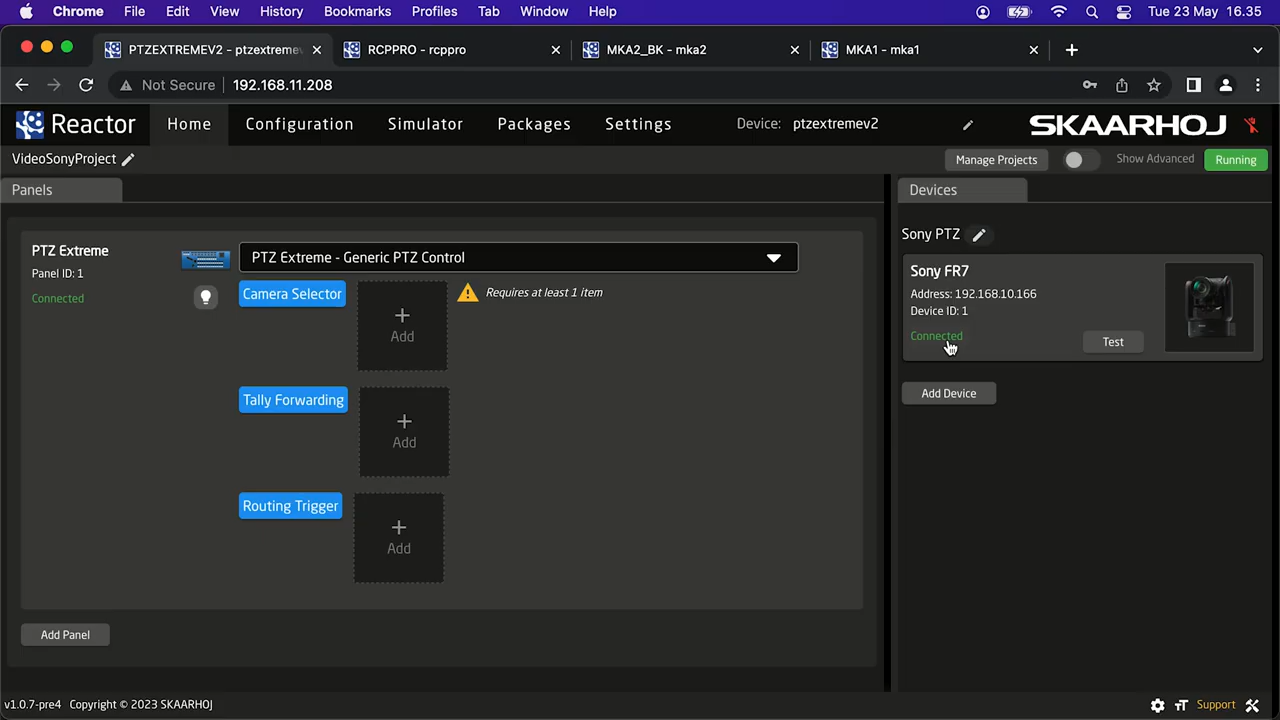 Chrome File Edit View History Bookmarks Profiles Tab Window Help Tue 23 May 16.35
PTZEXTREMEV2 – ptzextremev RCPPRO - rcppro MKA2_BK - mka2 MKA1 – mka1
Not Secure 192.168.11.208
Reactor Home Configuration Simulator Packages Settings Device: ptzextremev2 SKAARHOJ
VideoSonyProject Manage Projects Show Advanced Running
Panels
Devices
PTZ Extreme
Panel ID: 1
Connected
PTZ Extreme - Generic PTZ Control
Camera Selector
+
Add
Requires at least 1 item
Tally Forwarding
+
Add
Routing Trigger
+
Add
Add Panel
Sony PTZ
Sony FR7
Address: 192.168.10.166
Device ID: 1
Connected
Test
Add Device
v1.0.7-pre4 Copyright © 2023 SKAARHOJ
Support